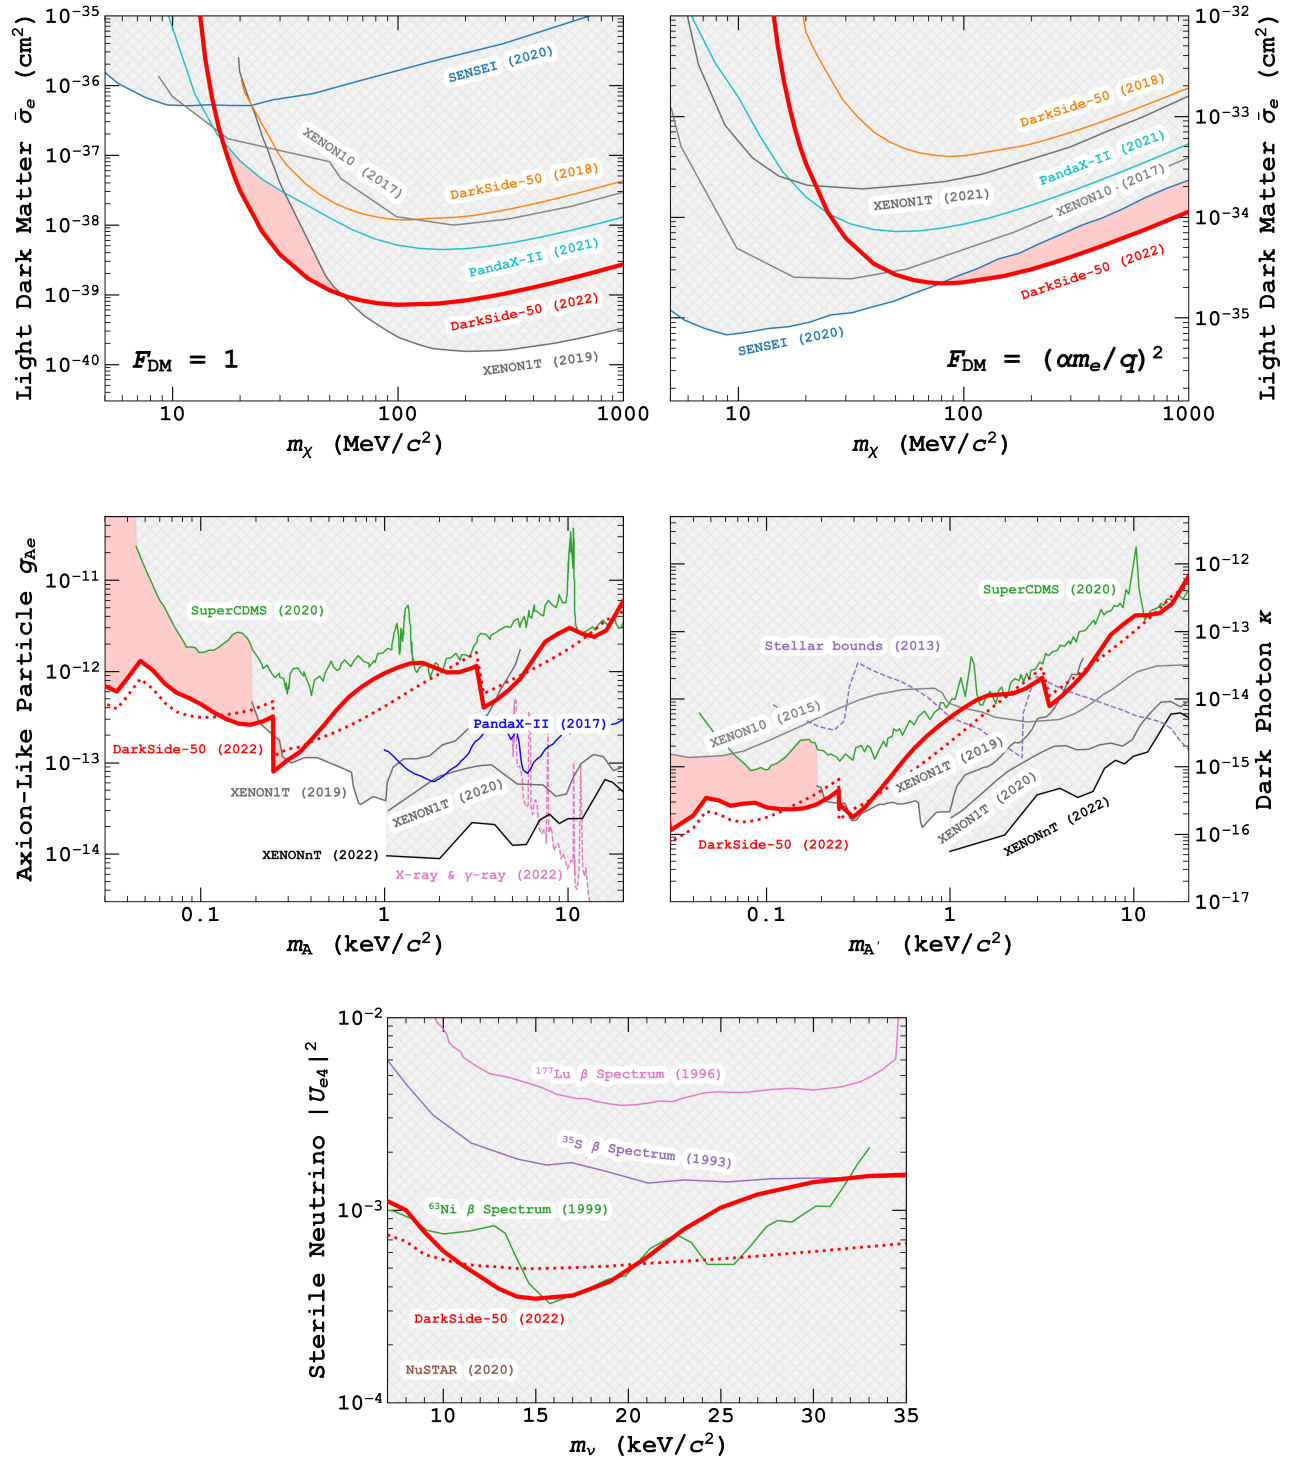 Light Dark Matter σ̄e (cm²)
10⁻³⁵
10⁻³⁶
10⁻³⁷
10⁻³⁸
10⁻³⁹
10⁻⁴⁰
SENSEI (2020)
XENON10 (2017)
DarkSide-50 (2018)
PandaX-II (2021)
DarkSide-50 (2022)
XENON1T (2019)
F_DM = 1
10
100
1000
mχ (MeV/c²)
DarkSide-50 (2018)
PandaX-II (2021)
XENON10 (2017)
XENON1T (2021)
DarkSide-50 (2022)
SENSEI (2020)
F_DM = (αmₑ/q)²
10
100
1000
mχ (MeV/c²)
10⁻³²
10⁻³³
10⁻³⁴
10⁻³⁵
Light Dark Matter σ̄e (cm²)
Axion-Like Particle g_Ae
10⁻¹¹
10⁻¹²
10⁻¹³
10⁻¹⁴
SuperCDMS (2020)
DarkSide-50 (2022)
PandaX-II (2017)
XENON1T (2019)
XENON1T (2020)
XENONnT (2022)
X-ray & γ-ray (2022)
0.1
1
10
m_A (keV/c²)
SuperCDMS (2020)
Stellar bounds (2013)
XENON10 (2015)
XENON1T (2019)
XENON1T (2020)
XENONnT (2022)
DarkSide-50 (2022)
0.1
1
10
m_A′ (keV/c²)
10⁻¹²
10⁻¹³
10⁻¹⁴
10⁻¹⁵
10⁻¹⁶
10⁻¹⁷
Dark Photon κ
Sterile Neutrino |U_e4|²
10⁻²
10⁻³
10⁻⁴
¹⁷⁷Lu β Spectrum (1996)
³⁵S β Spectrum (1993)
⁶³Ni β Spectrum (1999)
DarkSide-50 (2022)
NuSTAR (2020)
10
15
20
25
30
35
m_ν (keV/c²)